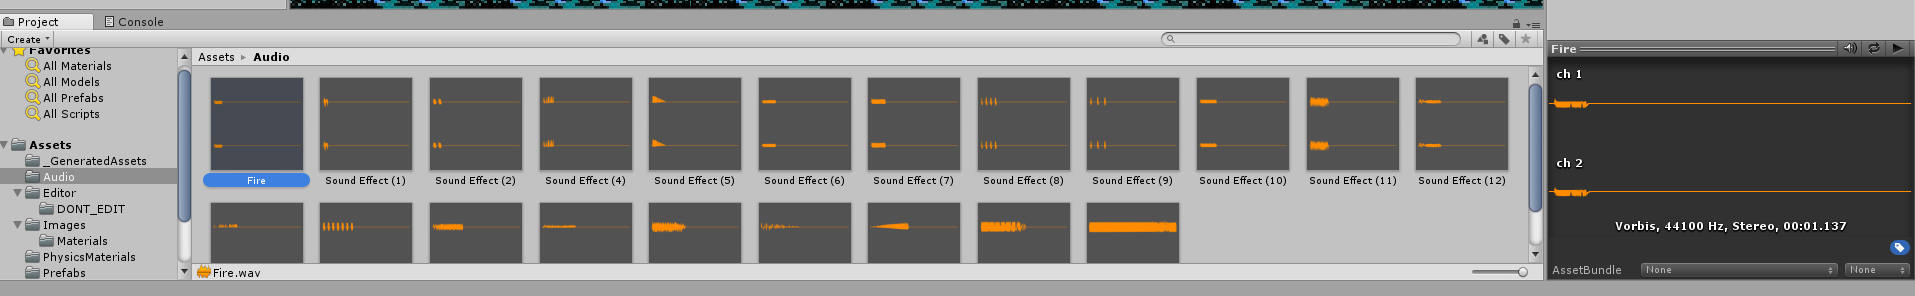 Project
Console
Create
Favorites
All Materials
All Models
All Prefabs
All Scripts
Assets
_GeneratedAssets
Audio
Editor
DONT_EDIT
Images
Materials
PhysicsMaterials
Prefabs
Assets ▸ Audio
Fire
Sound Effect (1)
Sound Effect (2)
Sound Effect (4)
Sound Effect (5)
Sound Effect (6)
Sound Effect (7)
Sound Effect (8)
Sound Effect (9)
Sound Effect (10)
Sound Effect (11)
Sound Effect (12)
Fire.wav
Fire
ch 1
ch 2
Vorbis, 44100 Hz, Stereo, 00:01.137
AssetBundle
None
None